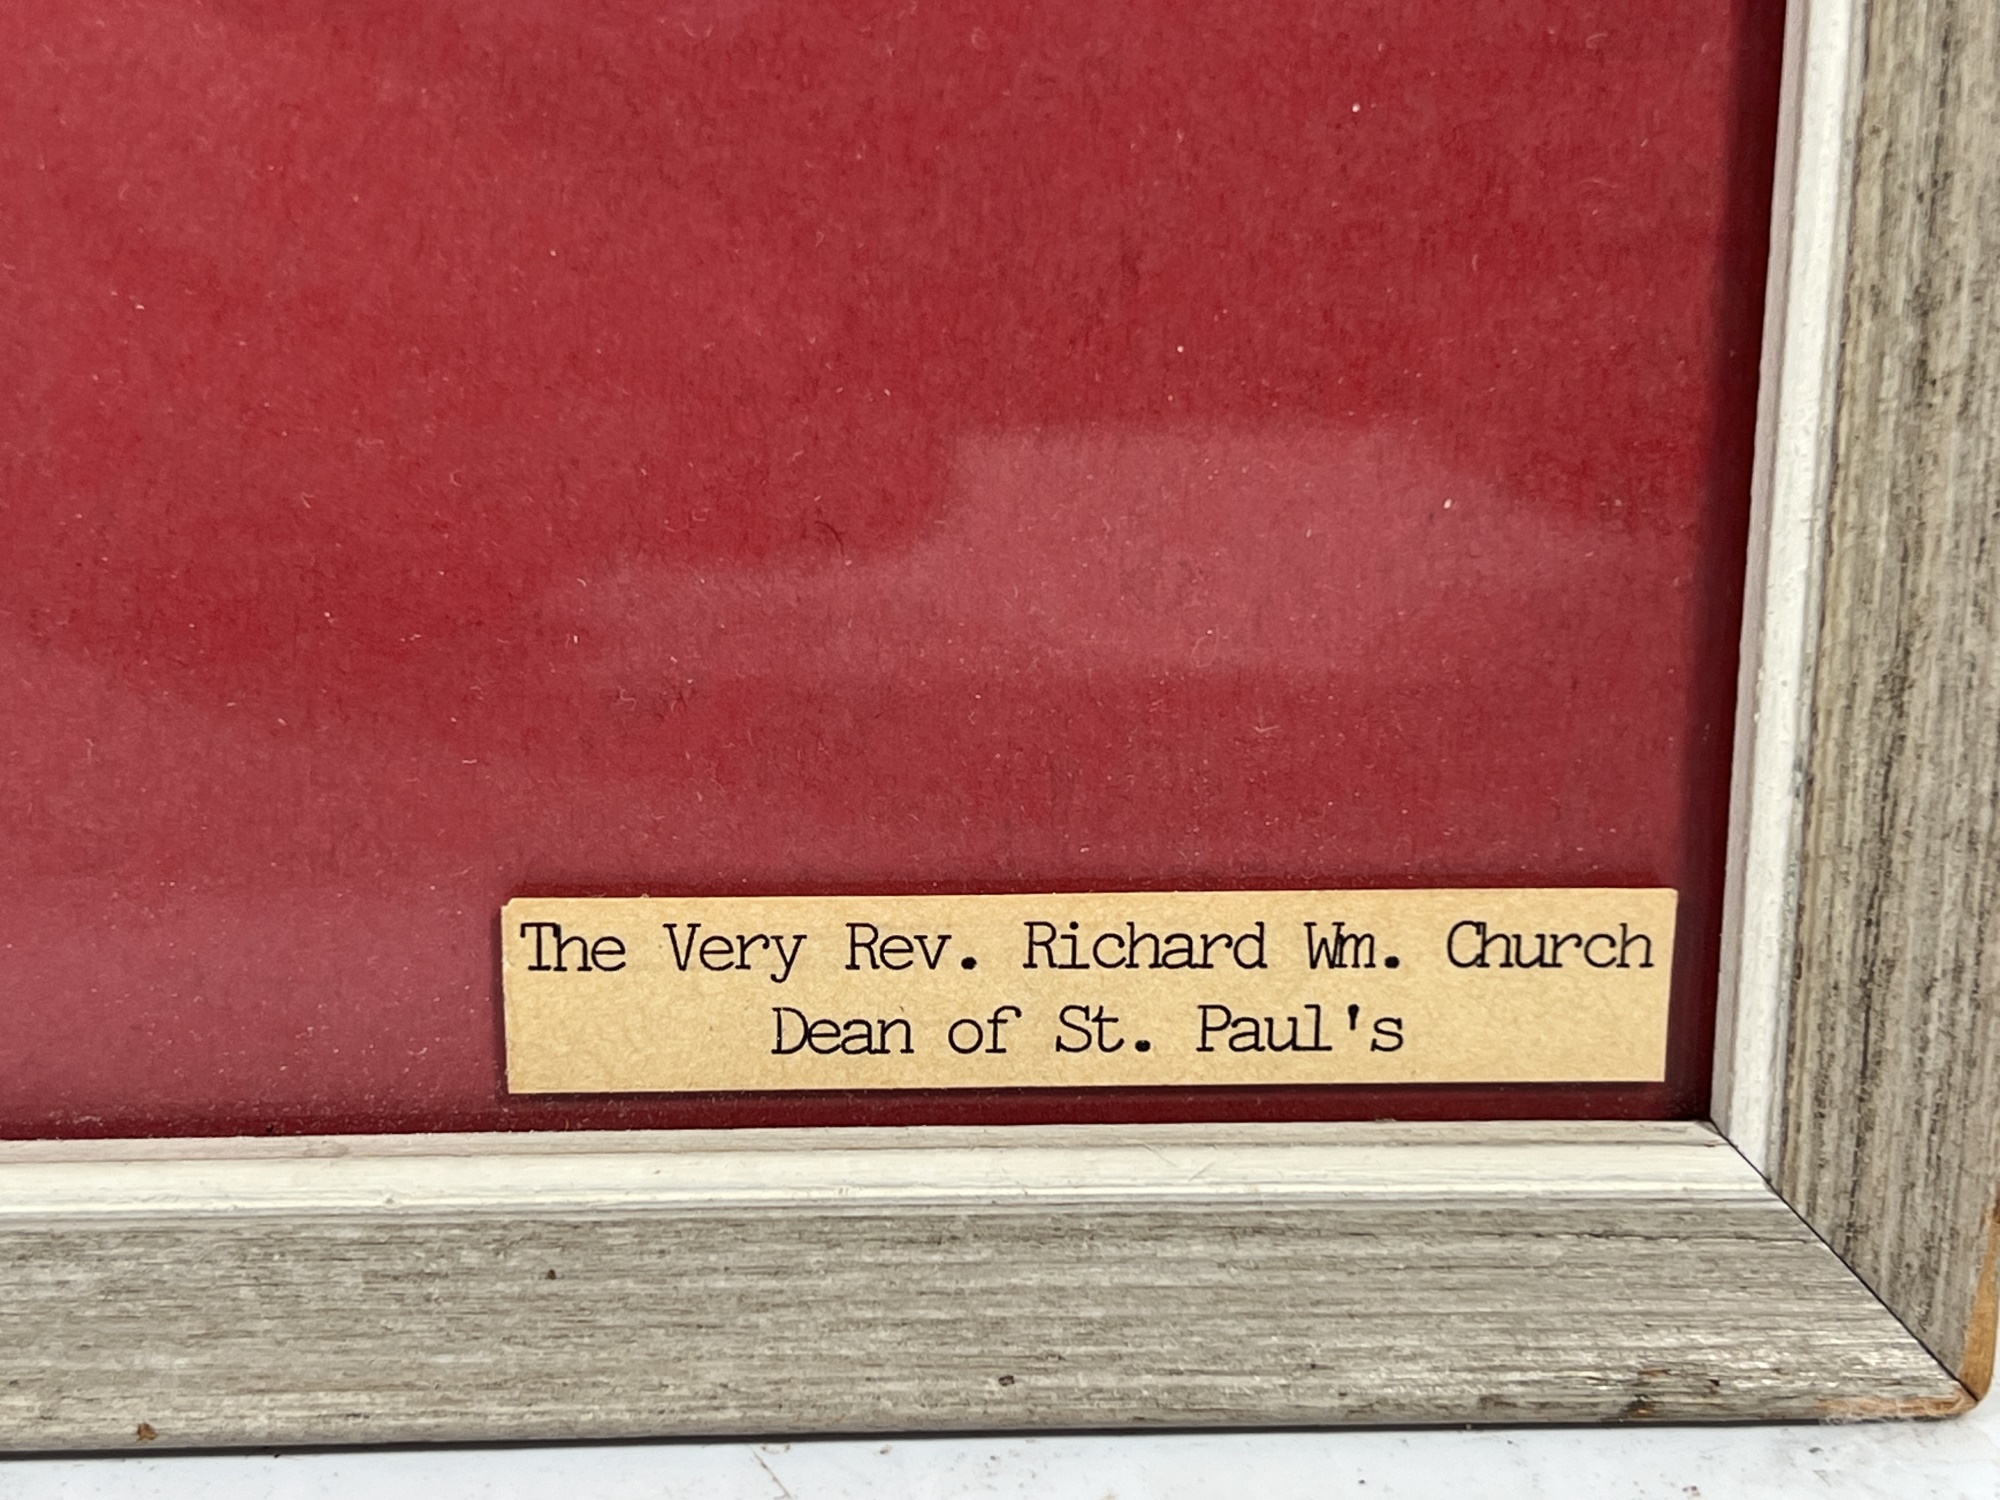 The Very Rev. Richard Wm. Church
Dean of St. Paul's